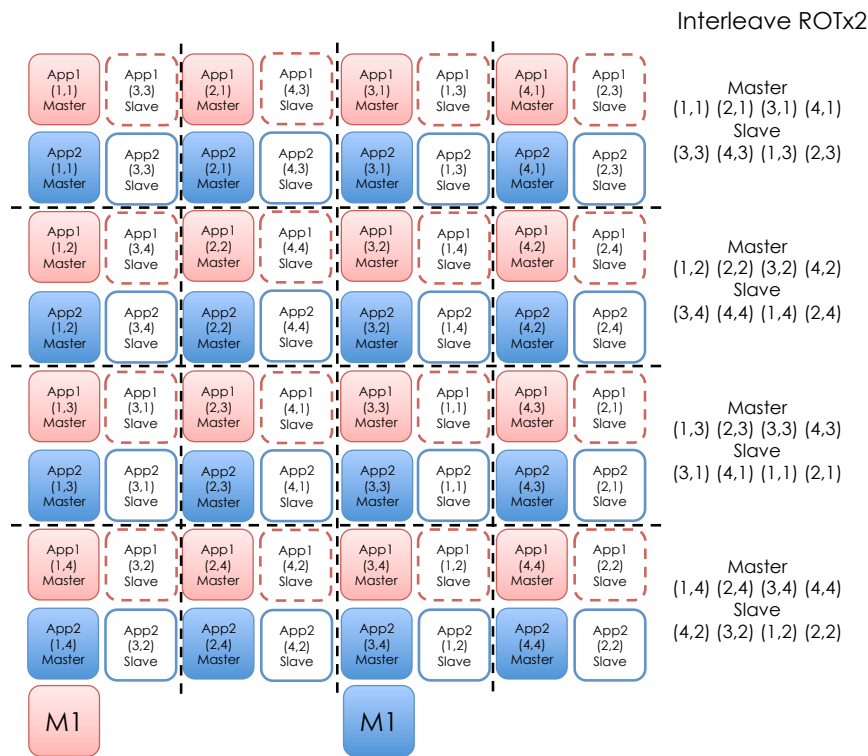 Interleave ROTx2
App1
(1,1)
Master
App1
(3,3)
Slave
App1
(2,1)
Master
App1
(4,3)
Slave
App1
(3,1)
Master
App1
(1,3)
Slave
App1
(4,1)
Master
App1
(2,3)
Slave
App2
(1,1)
Master
App2
(3,3)
Slave
App2
(2,1)
Master
App2
(4,3)
Slave
App2
(3,1)
Master
App2
(1,3)
Slave
App2
(4,1)
Master
App2
(2,3)
Slave
Master
(1,1) (2,1) (3,1) (4,1)
Slave
(3,3) (4,3) (1,3) (2,3)
App1
(1,2)
Master
App1
(3,4)
Slave
App1
(2,2)
Master
App1
(4,4)
Slave
App1
(3,2)
Master
App1
(1,4)
Slave
App1
(4,2)
Master
App1
(2,4)
Slave
App2
(1,2)
Master
App2
(3,4)
Slave
App2
(2,2)
Master
App2
(4,4)
Slave
App2
(3,2)
Master
App2
(1,4)
Slave
App2
(4,2)
Master
App2
(2,4)
Slave
Master
(1,2) (2,2) (3,2) (4,2)
Slave
(3,4) (4,4) (1,4) (2,4)
App1
(1,3)
Master
App1
(3,1)
Slave
App1
(2,3)
Master
App1
(4,1)
Slave
App1
(3,3)
Master
App1
(1,1)
Slave
App1
(4,3)
Master
App1
(2,1)
Slave
App2
(1,3)
Master
App2
(3,1)
Slave
App2
(2,3)
Master
App2
(4,1)
Slave
App2
(3,3)
Master
App2
(1,1)
Slave
App2
(4,3)
Master
App2
(2,1)
Slave
Master
(1,3) (2,3) (3,3) (4,3)
Slave
(3,1) (4,1) (1,1) (2,1)
App1
(1,4)
Master
App1
(3,2)
Slave
App1
(2,4)
Master
App1
(4,2)
Slave
App1
(3,4)
Master
App1
(1,2)
Slave
App1
(4,4)
Master
App1
(2,2)
Slave
App2
(1,4)
Master
App2
(3,2)
Slave
App2
(2,4)
Master
App2
(4,2)
Slave
App2
(3,4)
Master
App2
(1,2)
Slave
App2
(4,4)
Master
App2
(2,2)
Slave
Master
(1,4) (2,4) (3,4) (4,4)
Slave
(4,2) (3,2) (1,2) (2,2)
M1
M1